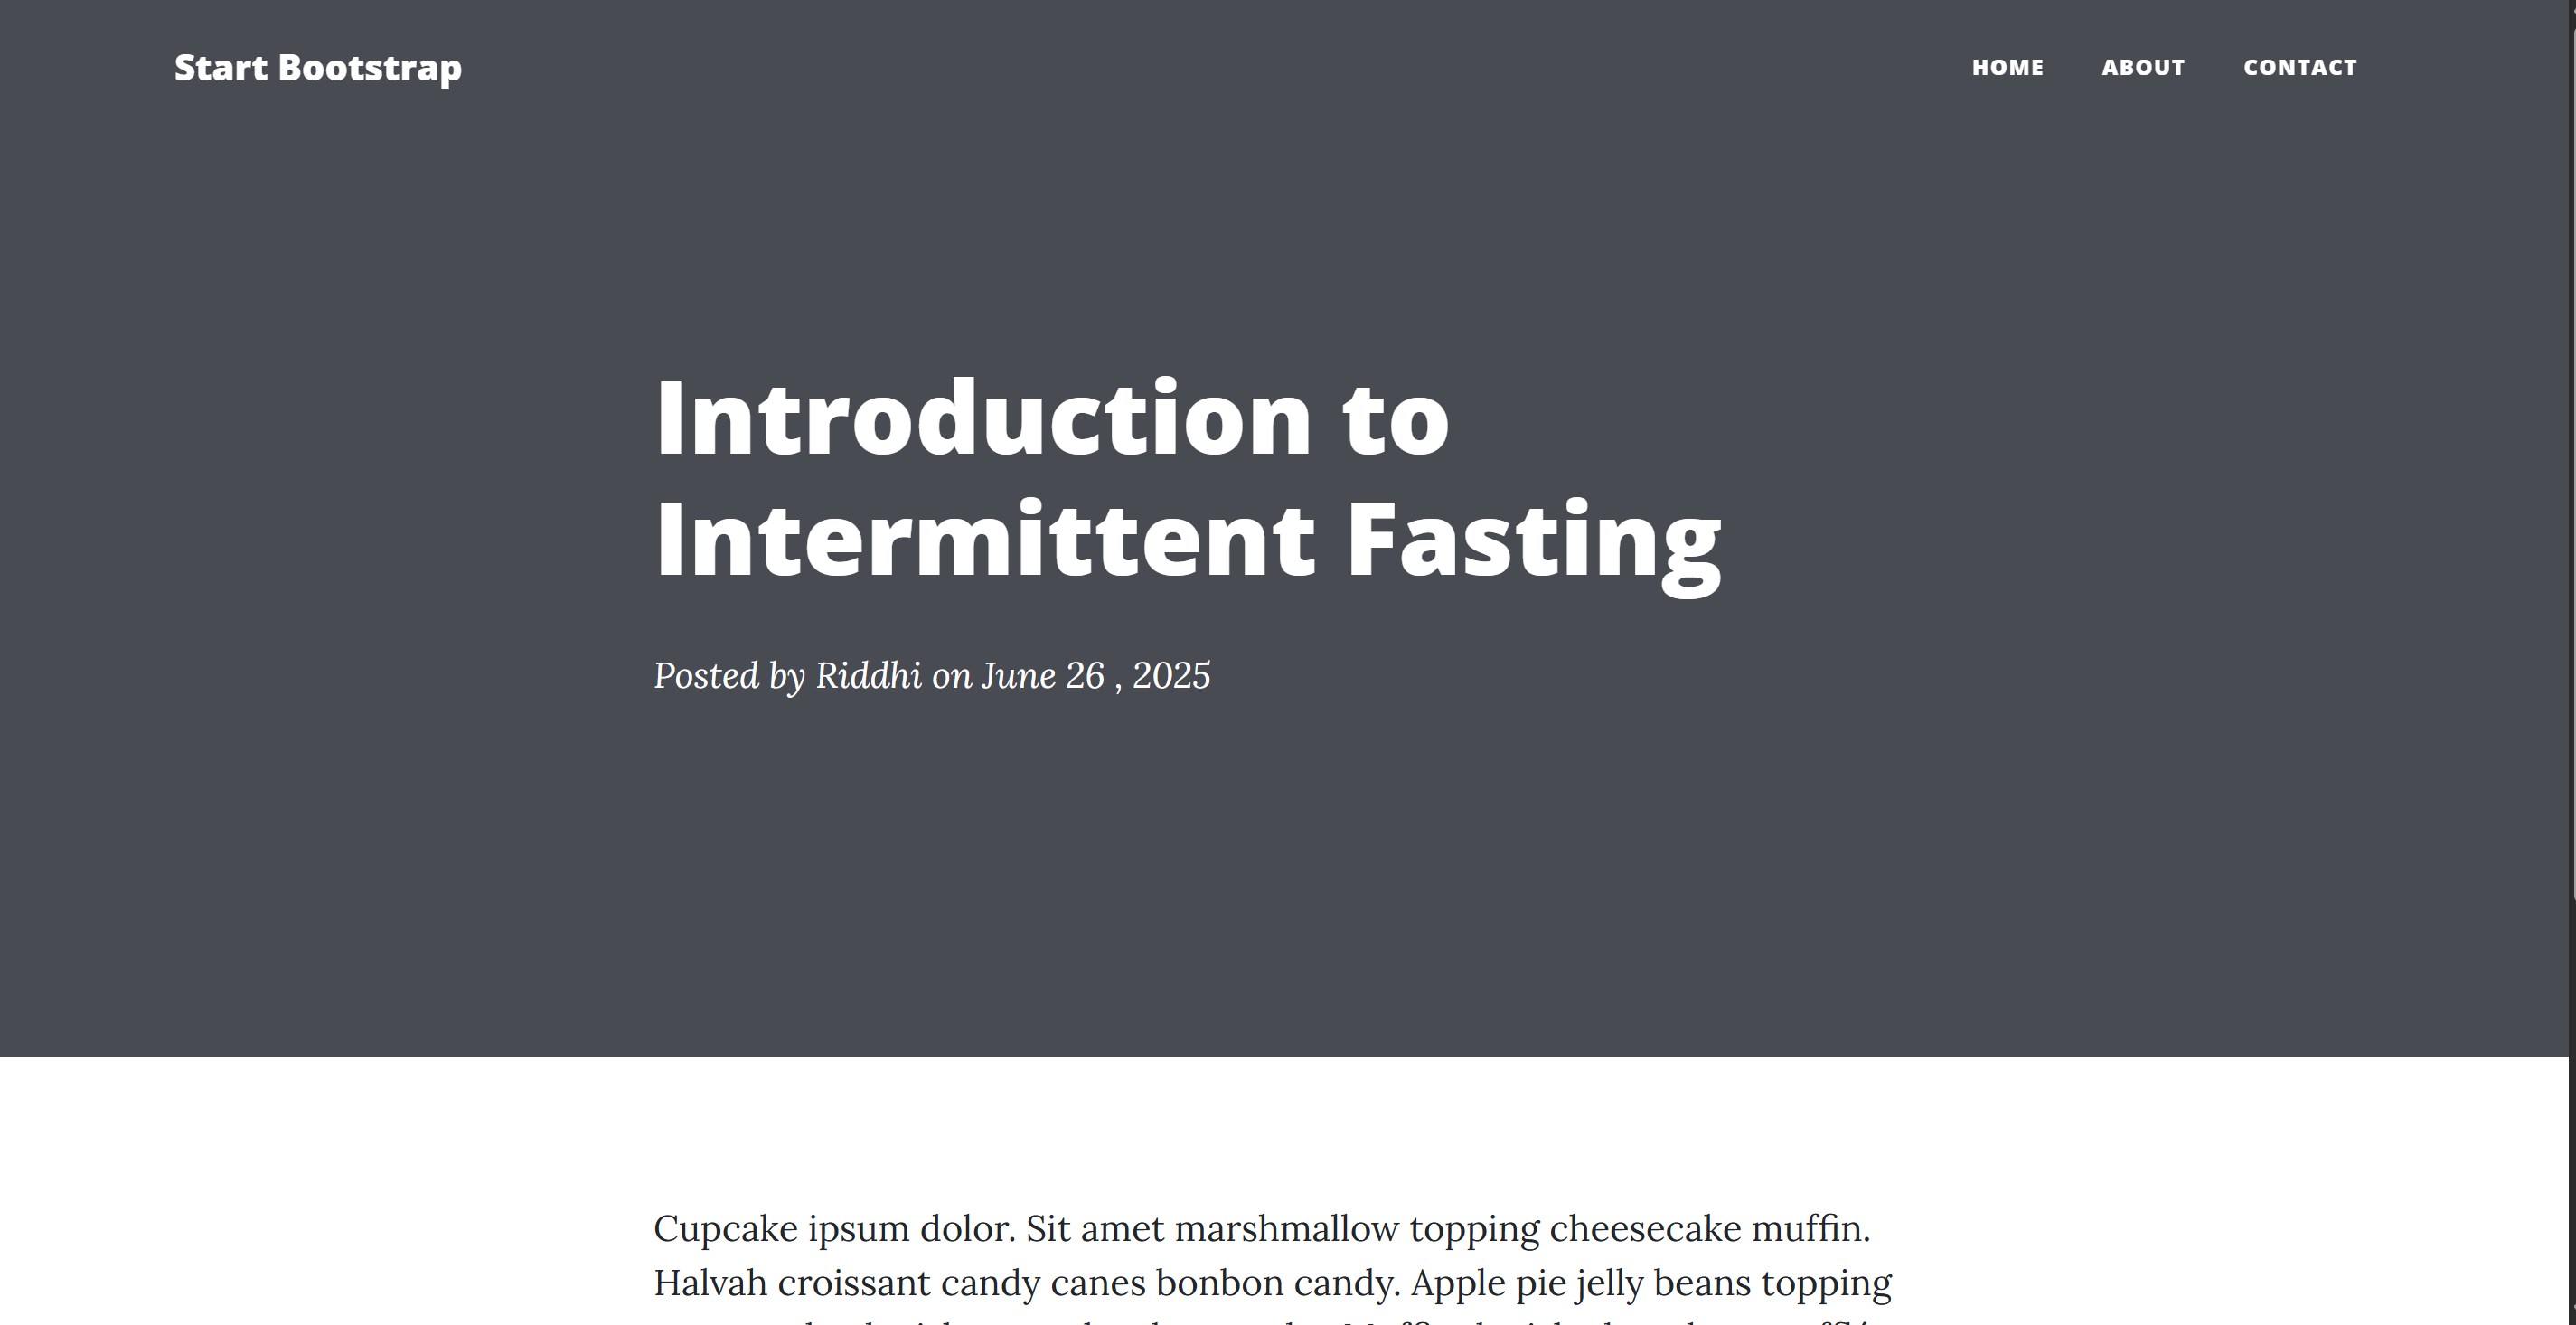 Start Bootstrap
HOME ABOUT CONTACT
Introduction to
Intermittent Fasting
Posted by Riddhi on June 26 , 2025
Cupcake ipsum dolor. Sit amet marshmallow topping cheesecake muffin.
Halvah croissant candy canes bonbon candy. Apple pie jelly beans topping